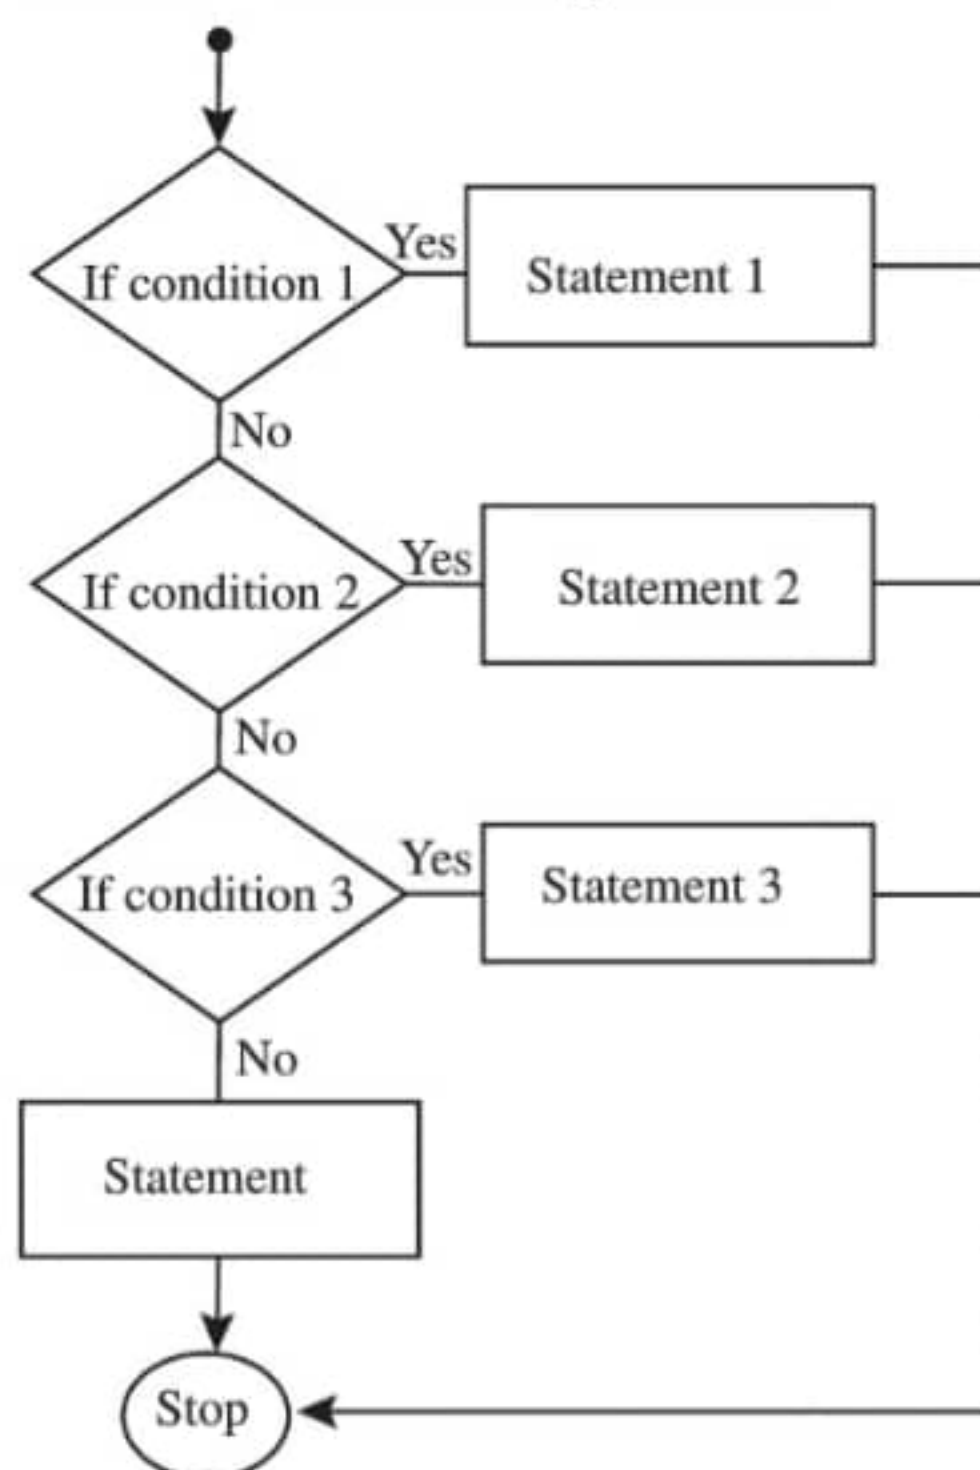 Yes
If condition 1
Statement 1
No
Yes
If condition 2
Statement 2
No
Yes
If condition 3
Statement 3
No
Statement
Stop